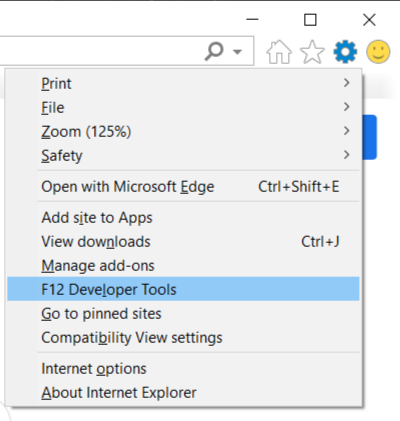 Print
File
Zoom (125%)
Safety
Open with Microsoft Edge Ctrl+Shift+E
Add site to Apps
View downloads Ctrl+J
Manage add-ons
F12 Developer Tools
Go to pinned sites
Compatibility View settings
Internet options
About Internet Explorer